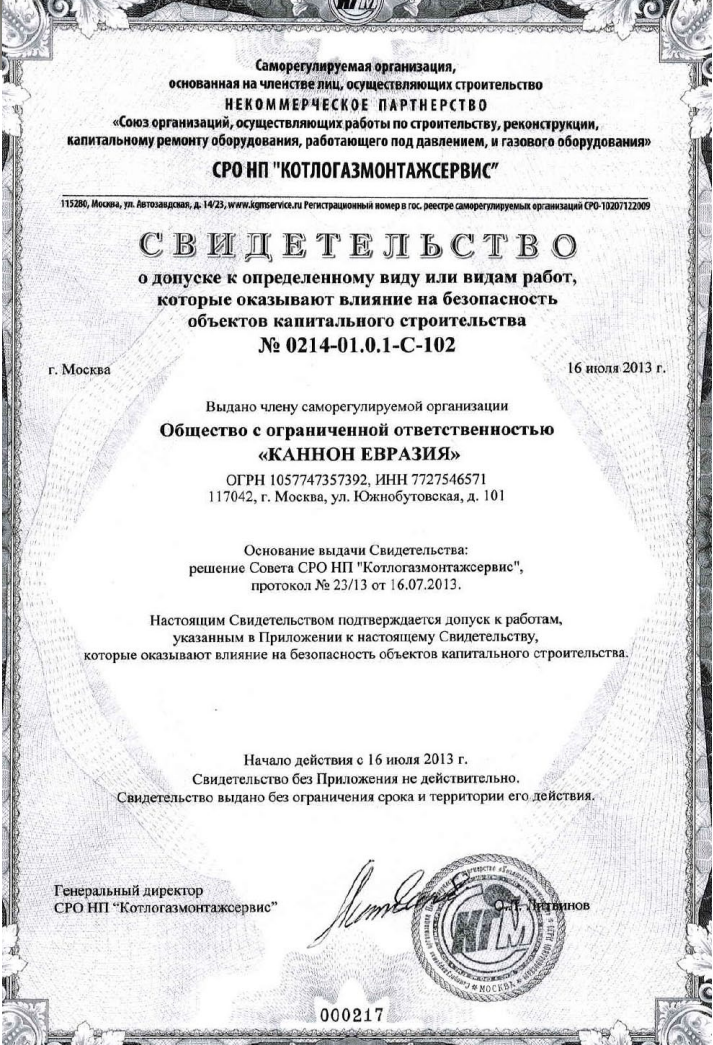 КГМ
Саморегулируемая организация,
основанная на членстве лиц, осуществляющих строительство
НЕКОММЕРЧЕСКОЕ ПАРТНЕРСТВО
«Союз организаций, осуществляющих работы по строительству, реконструкции,
капитальному ремонту оборудования, работающего под давлением, и газового оборудования»
СРО НП "КОТЛОГАЗМОНТАЖСЕРВИС"
115280, Москва, ул. Автозавдская, д. 14/23, www.kgmservice.ru Регистрационный номер в гос. реестре саморегулируемых организаций СРО-10207122009
СВИДЕТЕЛЬСТВО
о допуске к определенному виду или видам работ,
которые оказывают влияние на безопасность
объектов капитального строительства
№ 0214-01.0.1-С-102
г. Москва 16 июля 2013 г.
Выдано члену саморегулируемой организации
Общество с ограниченной ответственностью
«КАННОН ЕВРАЗИЯ»
ОГРН 1057747357392, ИНН 7727546571
117042, г. Москва, ул. Южнобутовская, д. 101
Основание выдачи Свидетельства:
решение Совета СРО НП "Котлогазмонтажсервис",
протокол № 23/13 от 16.07.2013.
Настоящим Свидетельством подтверждается допуск к работам,
указанным в Приложении к настоящему Свидетельству,
которые оказывают влияние на безопасность объектов капитального строительства.
Начало действия с 16 июля 2013 г.
Свидетельство без Приложения не действительно.
Свидетельство выдано без ограничения срока и территории его действия.
Генеральный директор
СРО НП "Котлогазмонтажсервис" Литвинов
КГМ
МОСКВА
000217